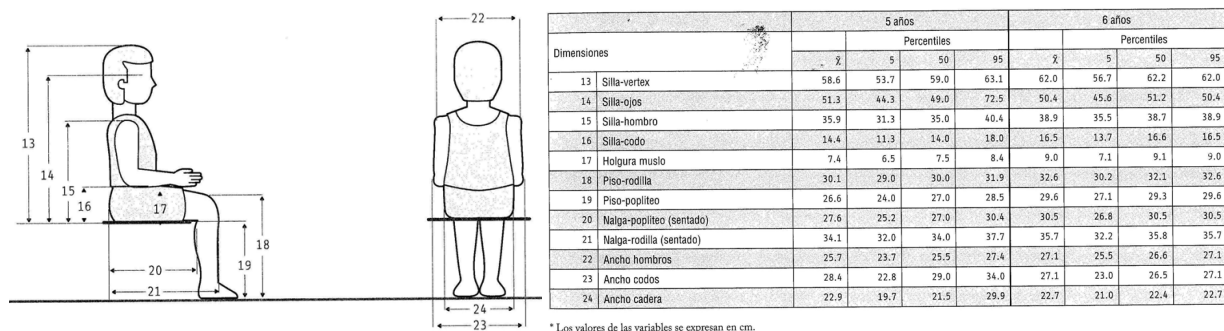 22
13
14
15
16
17
18
19
20
21
24
23
5 años 6 años
Dimensiones Percentiles Percentiles
x̄ 5 50 95 x̄ 5 50 95
13 Silla-vertex 58.6 53.7 59.0 63.1 62.0 56.7 62.2 62.0
14 Silla-ojos 51.3 44.3 49.0 72.5 50.4 45.6 51.2 50.4
15 Silla-hombro 35.9 31.3 35.0 40.4 38.9 35.5 38.7 38.9
16 Silla-codo 14.4 11.3 14.0 18.0 16.5 13.7 16.6 16.5
17 Holgura muslo 7.4 6.5 7.5 8.4 9.0 7.1 9.1 9.0
18 Piso-rodilla 30.1 29.0 30.0 31.9 32.6 30.2 32.1 32.6
19 Piso-poplíteo 26.6 24.0 27.0 28.5 29.6 27.1 29.3 29.6
20 Nalga-poplíteo (sentado) 27.6 25.2 27.0 30.4 30.5 26.8 30.5 30.5
21 Nalga-rodilla (sentado) 34.1 32.0 34.0 37.7 35.7 32.2 35.8 35.7
22 Ancho hombros 25.7 23.7 25.5 27.4 27.1 25.5 26.6 27.1
23 Ancho codos 28.4 22.8 29.0 34.0 27.1 23.0 26.5 27.1
24 Ancho cadera 22.9 19.7 21.5 29.9 22.7 21.0 22.4 22.7
* Los valores de las variables se expresan en cm.